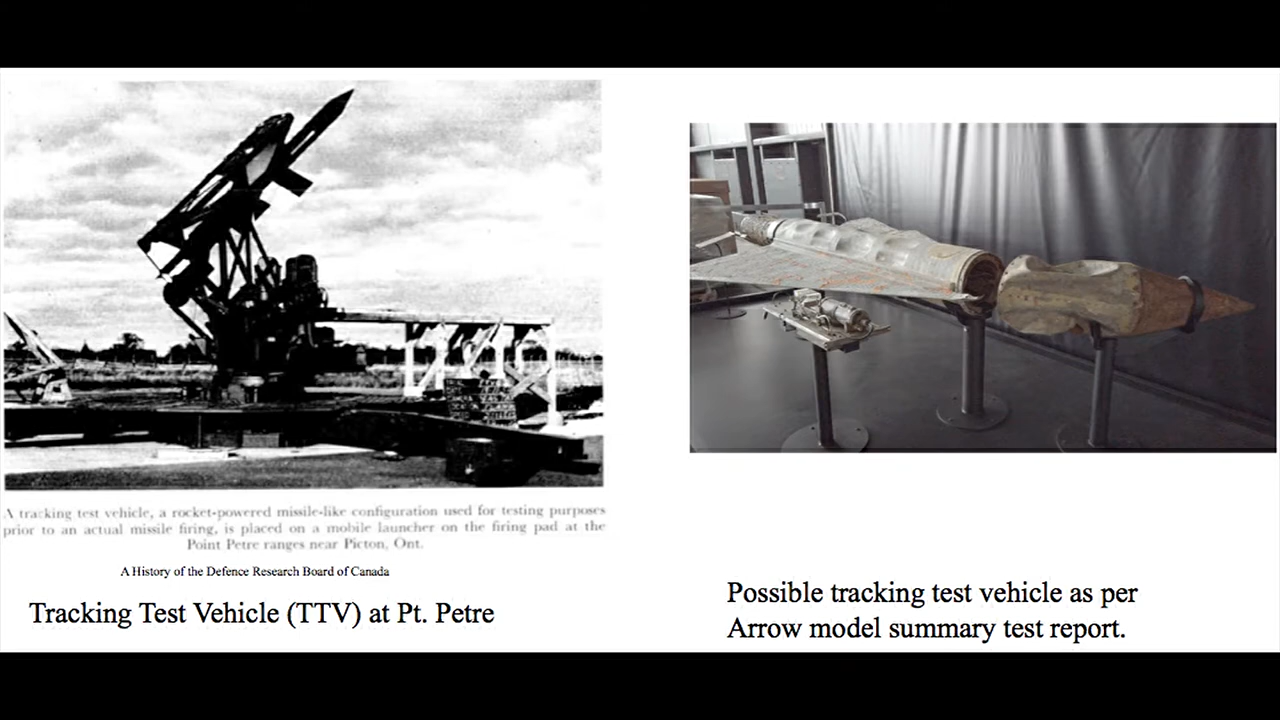 A tracking test vehicle, a rocket-powered missile-like configuration used for testing purposes
prior to an actual missile firing, is placed on a mobile launcher on the firing pad at the
Point Petre ranges near Picton, Ont.
A History of the Defence Research Board of Canada
Tracking Test Vehicle (TTV) at Pt. Petre
Possible tracking test vehicle as per
Arrow model summary test report.